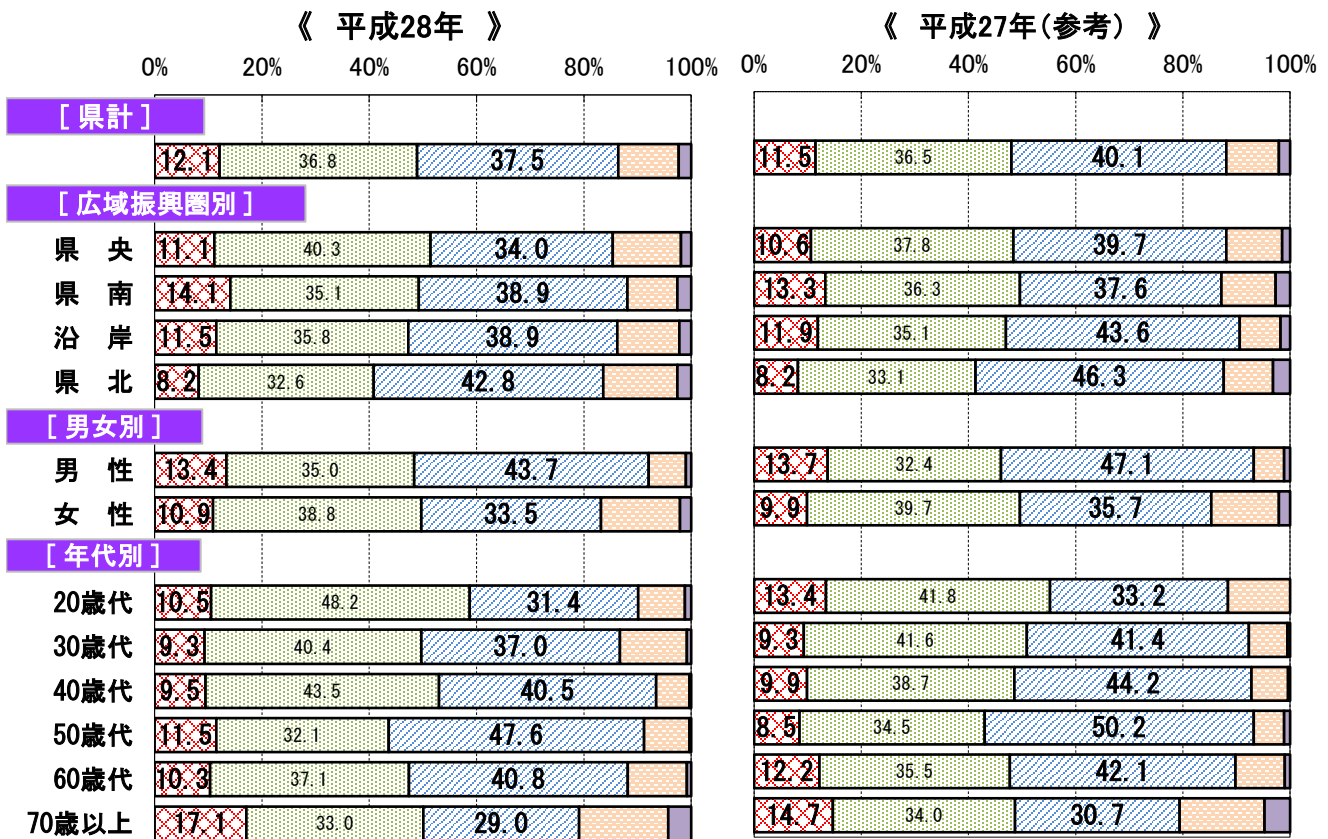 《 平成28年 》 《 平成27年(参考) 》
0% 20% 40% 60% 80% 100% 0% 20% 40% 60% 80% 100%
[ 県計 ]
12.1 36.8 37.5 11.5 36.5 40.1
[ 広域振興圏別 ]
県 央 11.1 40.3 34.0 10.6 37.8 39.7
県 南 14.1 35.1 38.9 13.3 36.3 37.6
沿 岸 11.5 35.8 38.9 11.9 35.1 43.6
県 北 8.2 32.6 42.8 8.2 33.1 46.3
[ 男女別 ]
男 性 13.4 35.0 43.7 13.7 32.4 47.1
女 性 10.9 38.8 33.5 9.9 39.7 35.7
[ 年代別 ]
20歳代 10.5 48.2 31.4 13.4 41.8 33.2
30歳代 9.3 40.4 37.0 9.3 41.6 41.4
40歳代 9.5 43.5 40.5 9.9 38.7 44.2
50歳代 11.5 32.1 47.6 8.5 34.5 50.2
60歳代 10.3 37.1 40.8 12.2 35.5 42.1
70歳以上 17.1 33.0 29.0 14.7 34.0 30.7